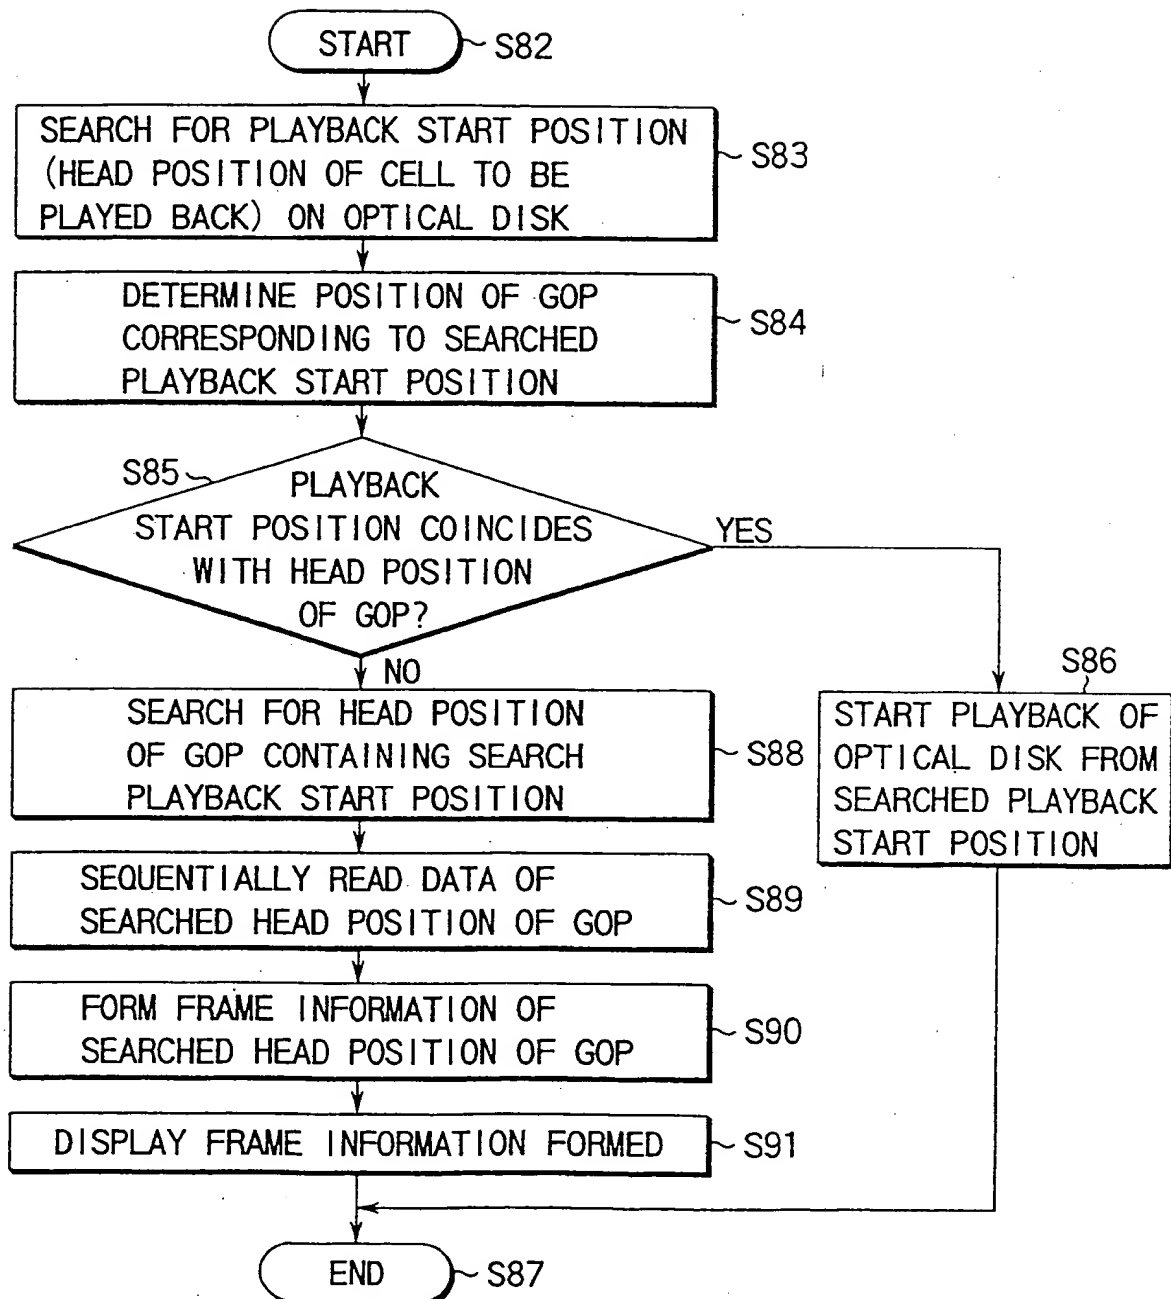 START
S82
SEARCH FOR PLAYBACK START POSITION
(HEAD POSITION OF CELL TO BE
PLAYED BACK) ON OPTICAL DISK
S83
DETERMINE POSITION OF GOP
CORRESPONDING TO SEARCHED
PLAYBACK START POSITION
S84
S85
PLAYBACK
START POSITION COINCIDES
WITH HEAD POSITION
OF GOP?
YES
NO
S86
START PLAYBACK OF
OPTICAL DISK FROM
SEARCHED PLAYBACK
START POSITION
SEARCH FOR HEAD POSITION
OF GOP CONTAINING SEARCH
PLAYBACK START POSITION
S88
SEQUENTIALLY READ DATA OF
SEARCHED HEAD POSITION OF GOP
S89
FORM FRAME INFORMATION OF
SEARCHED HEAD POSITION OF GOP
S90
DISPLAY FRAME INFORMATION FORMED
S91
END
S87